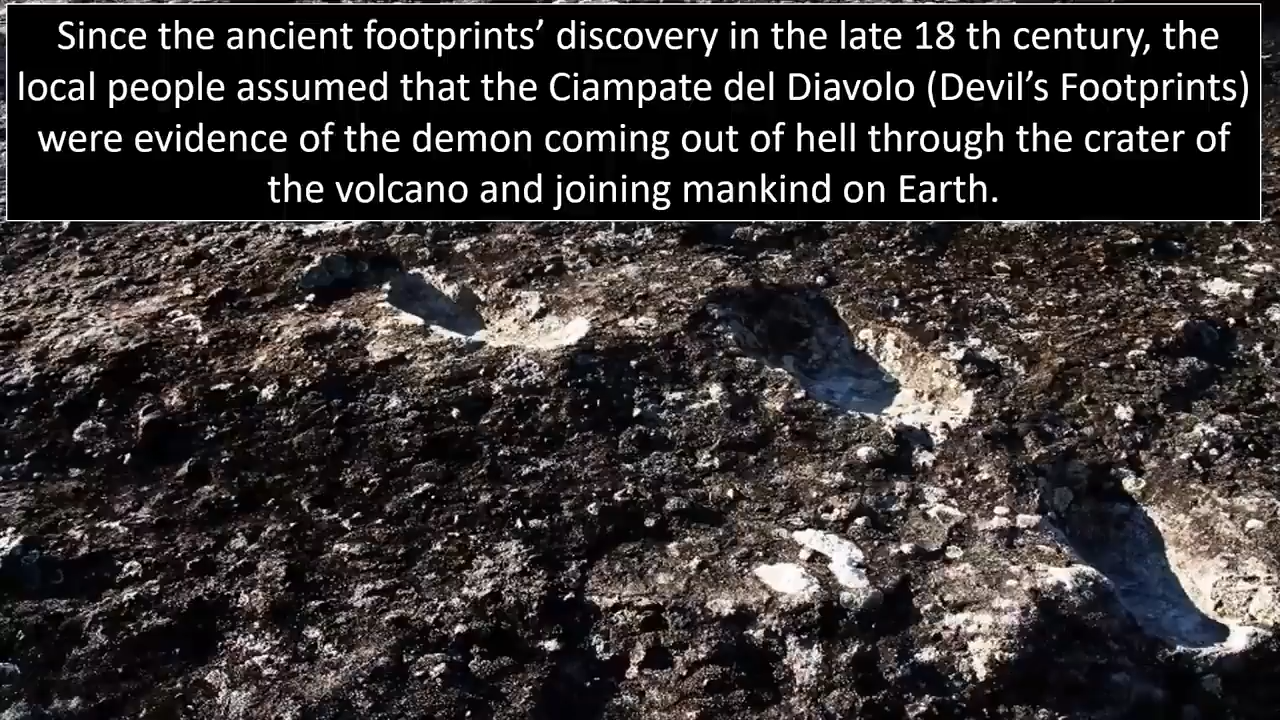 Since the ancient footprints’ discovery in the late 18 th century, the
local people assumed that the Ciampate del Diavolo (Devil’s Footprints)
were evidence of the demon coming out of hell through the crater of
the volcano and joining mankind on Earth.